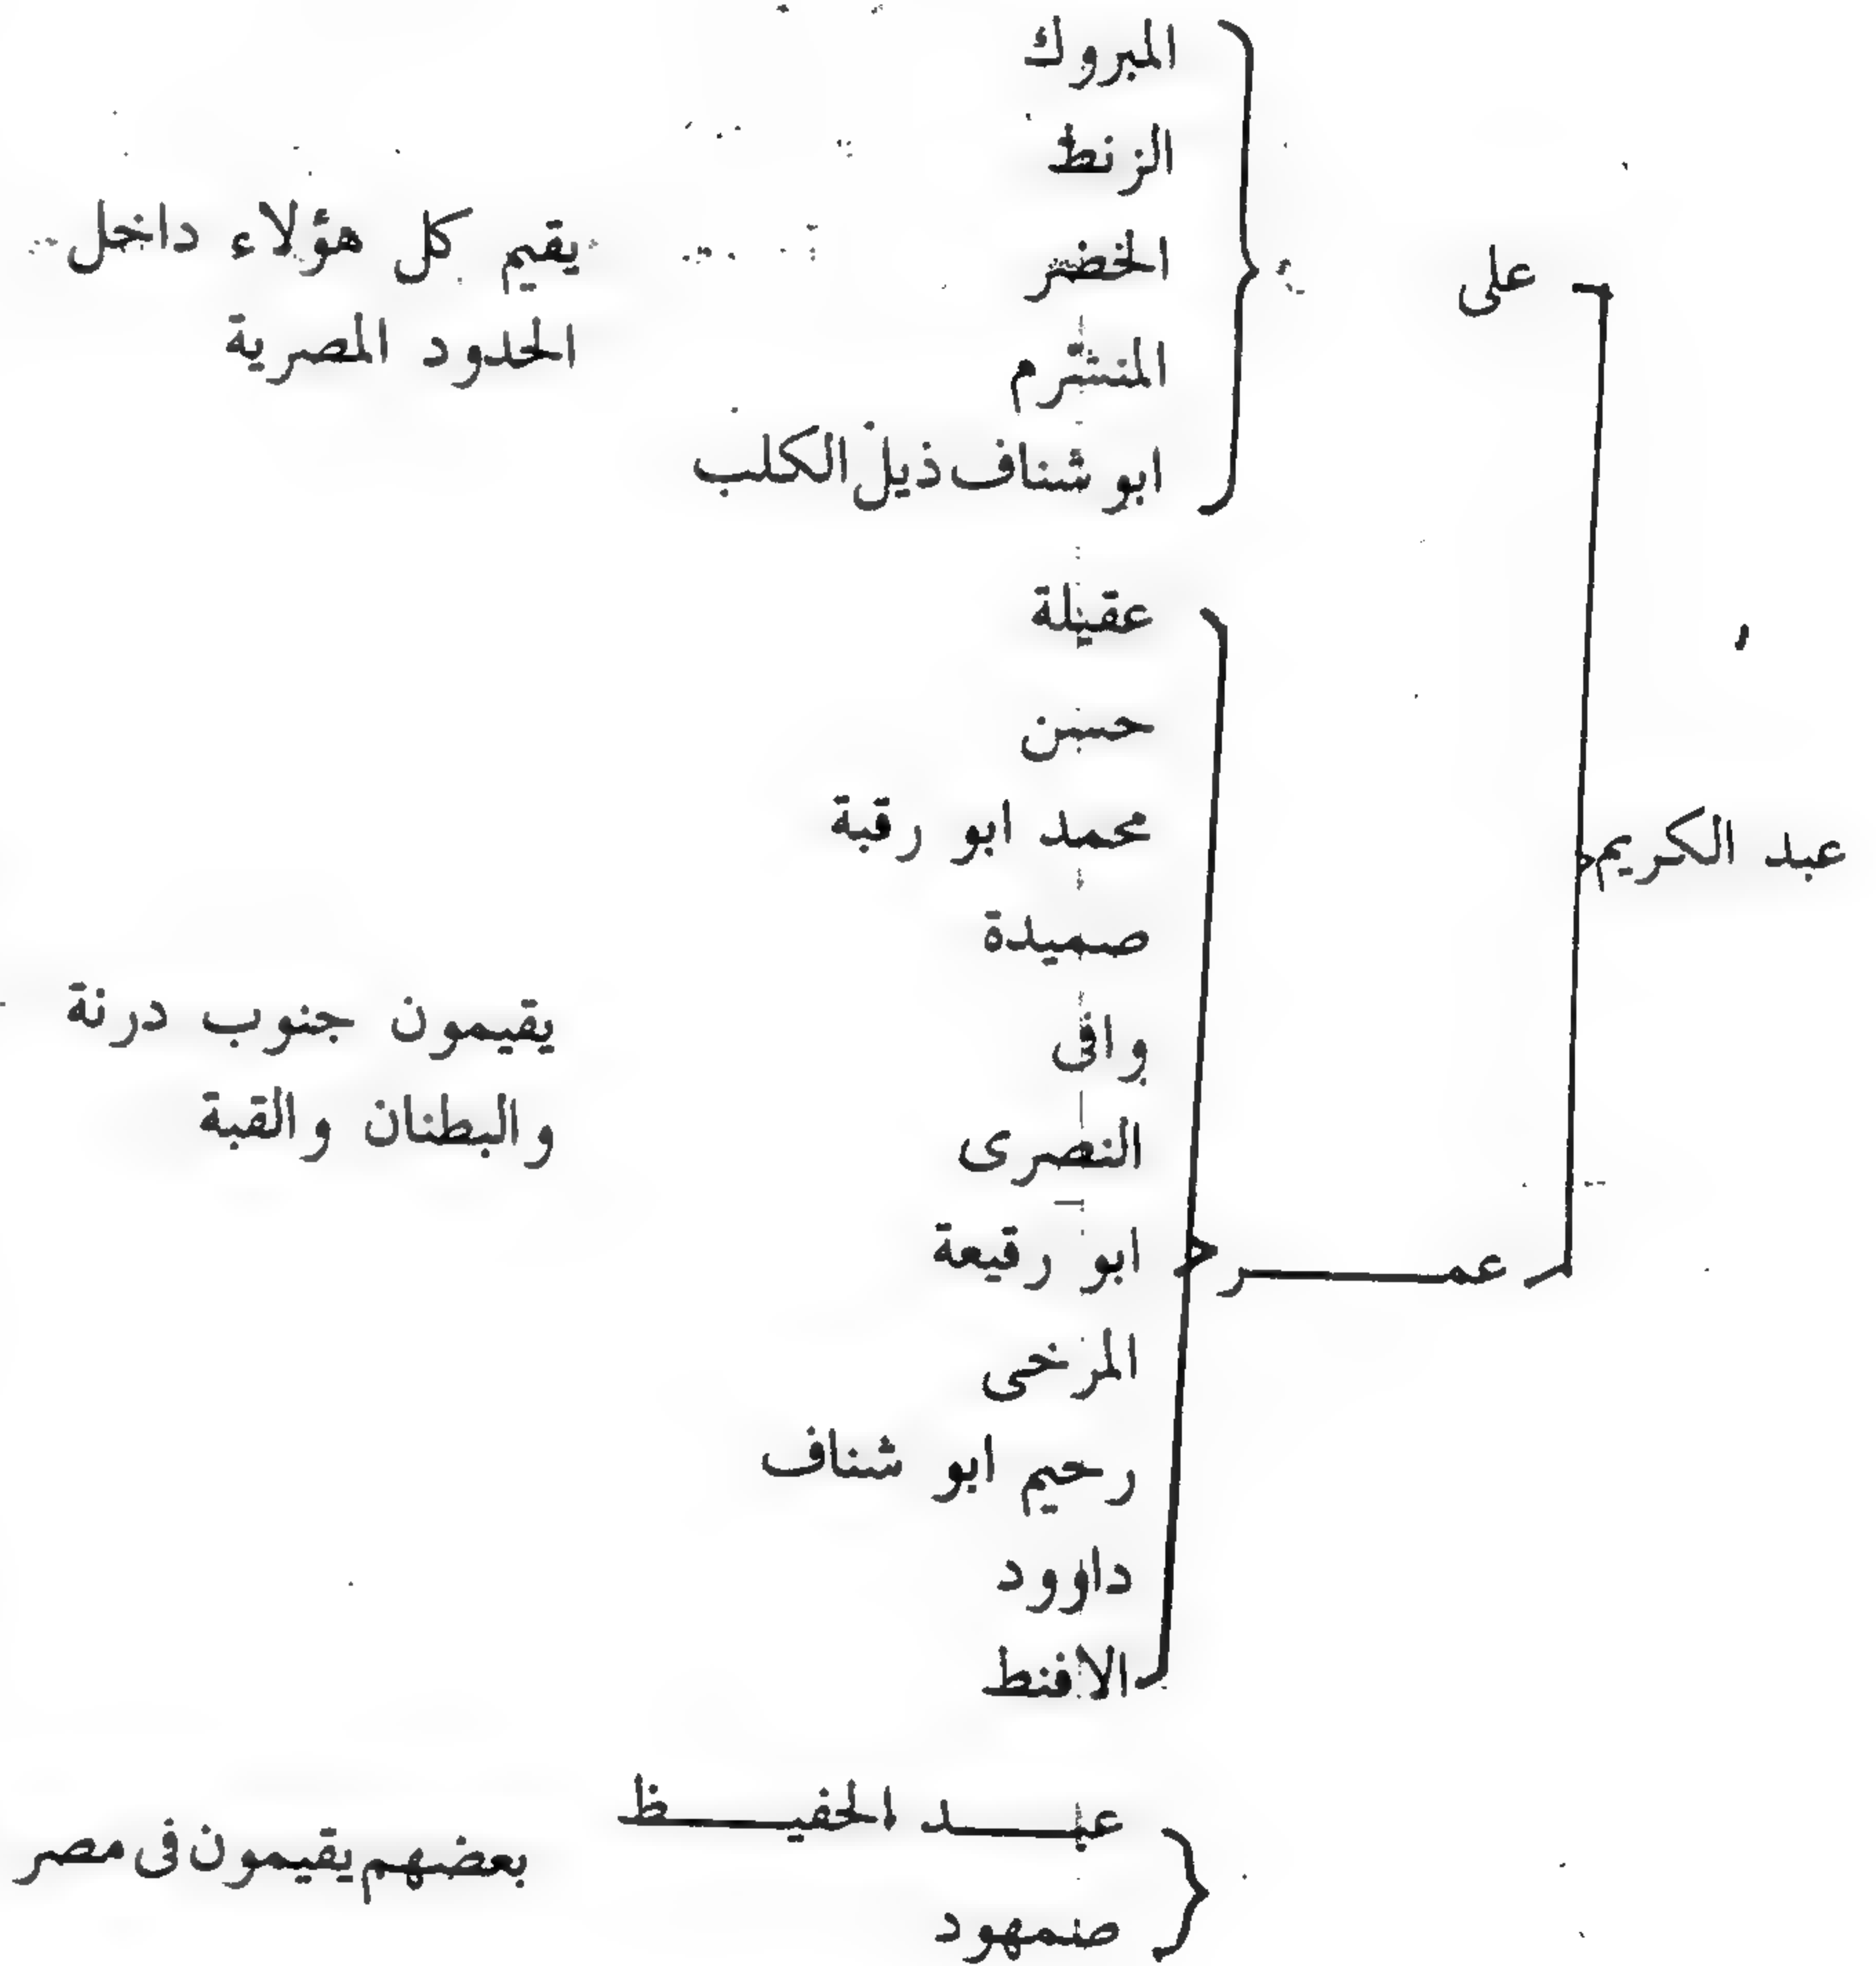 عبد الكريم
على
المبروك
الزنط
الخضر
المنشرم
ابو شناف ذيل الكلب
يقيم كل هؤلاء داخل
الحدود المصرية
عمر
عقيلة
حسن
محمد ابو رقبة
صميدة
وافى
النصرى
ابو رقيعة
المرخى
رحيم ابو شناف
داوود
الافنط
يقيمون جنوب درنة
والبطنان والقبة
عبد الحفيظ
صمهود
بعضهم يقيمون فى مصر